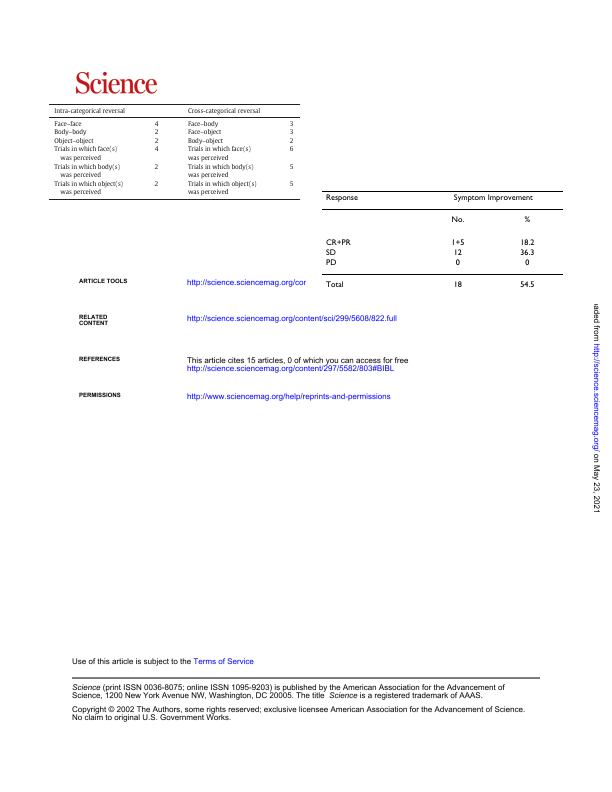 Science
Intra-categorical reversal Cross-categorical reversal
Face–face 4 Face–body 3
Body–body 2 Face–object 3
Object–object 2 Body–object 2
Trials in which face(s) 4 Trials in which face(s) 6
was perceived was perceived
Trials in which body(s) 2 Trials in which body(s) 5
was perceived was perceived
Trials in which object(s) 2 Trials in which object(s) 5
was perceived was perceived
Response Symptom Improvement
No. %
CR+PR 1+5 18.2
SD 12 36.3
PD 0 0
Total 18 54.5
ARTICLE TOOLS http://science.sciencemag.org/cor
RELATED http://science.sciencemag.org/content/sci/299/5608/822.full
CONTENT
REFERENCES This article cites 15 articles, 0 of which you can access for free
http://science.sciencemag.org/content/297/5582/803#BIBL
PERMISSIONS http://www.sciencemag.org/help/reprints-and-permissions
aded from http://science.sciencemag.org/ on May 23, 2021
Use of this article is subject to the Terms of Service
Science (print ISSN 0036-8075; online ISSN 1095-9203) is published by the American Association for the Advancement of
Science, 1200 New York Avenue NW, Washington, DC 20005. The title Science is a registered trademark of AAAS.
Copyright © 2002 The Authors, some rights reserved; exclusive licensee American Association for the Advancement of Science.
No claim to original U.S. Government Works.